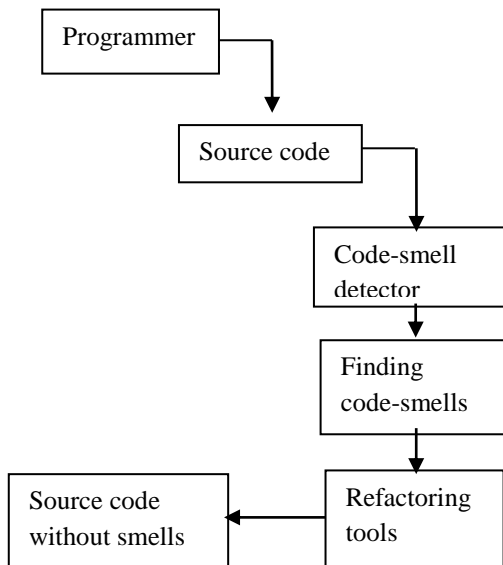 Programmer
Source code
Code-smell
detector
Finding
code-smells
Source code
without smells
Refactoring
tools